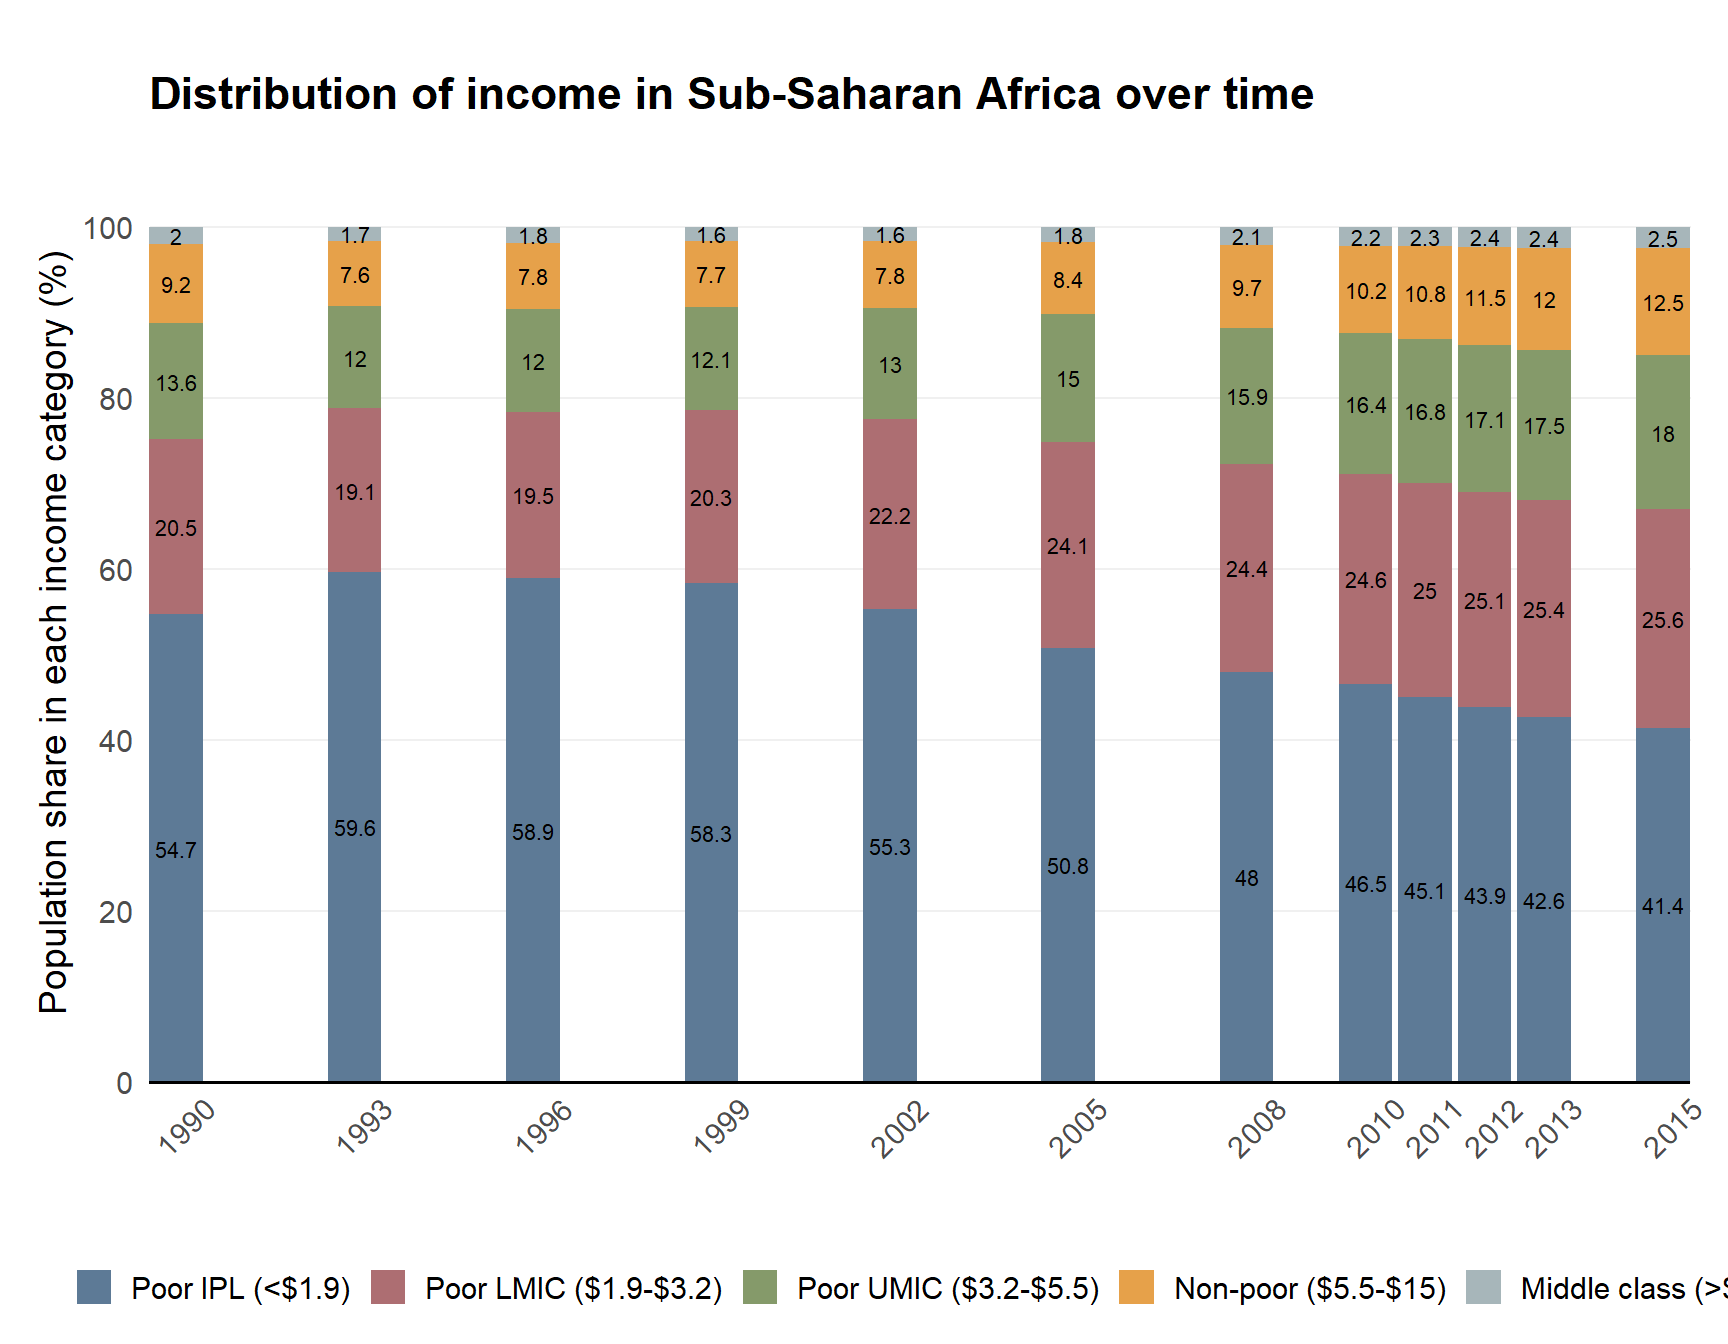 Distribution of income in Sub-Saharan Africa over time
Population share in each income category (%)
100
80
60
40
20
0
2 1.7 1.8 1.6 1.6 1.8 2.1 2.2 2.3 2.4 2.4 2.5
9.2 7.6 7.8 7.7 7.8 8.4 9.7 10.2 10.8 11.5 12 12.5
13.6 12 12 12.1 13 15 15.9 16.4 16.8 17.1 17.5 18
20.5 19.1 19.5 20.3 22.2 24.1 24.4 24.6 25 25.1 25.4 25.6
54.7 59.6 58.9 58.3 55.3 50.8 48 46.5 45.1 43.9 42.6 41.4
1990 1993 1996 1999 2002 2005 2008 2010 2011 2012 2013 2015
Poor IPL (<$1.9) Poor LMIC ($1.9-$3.2) Poor UMIC ($3.2-$5.5) Non-poor ($5.5-$15) Middle class (>$